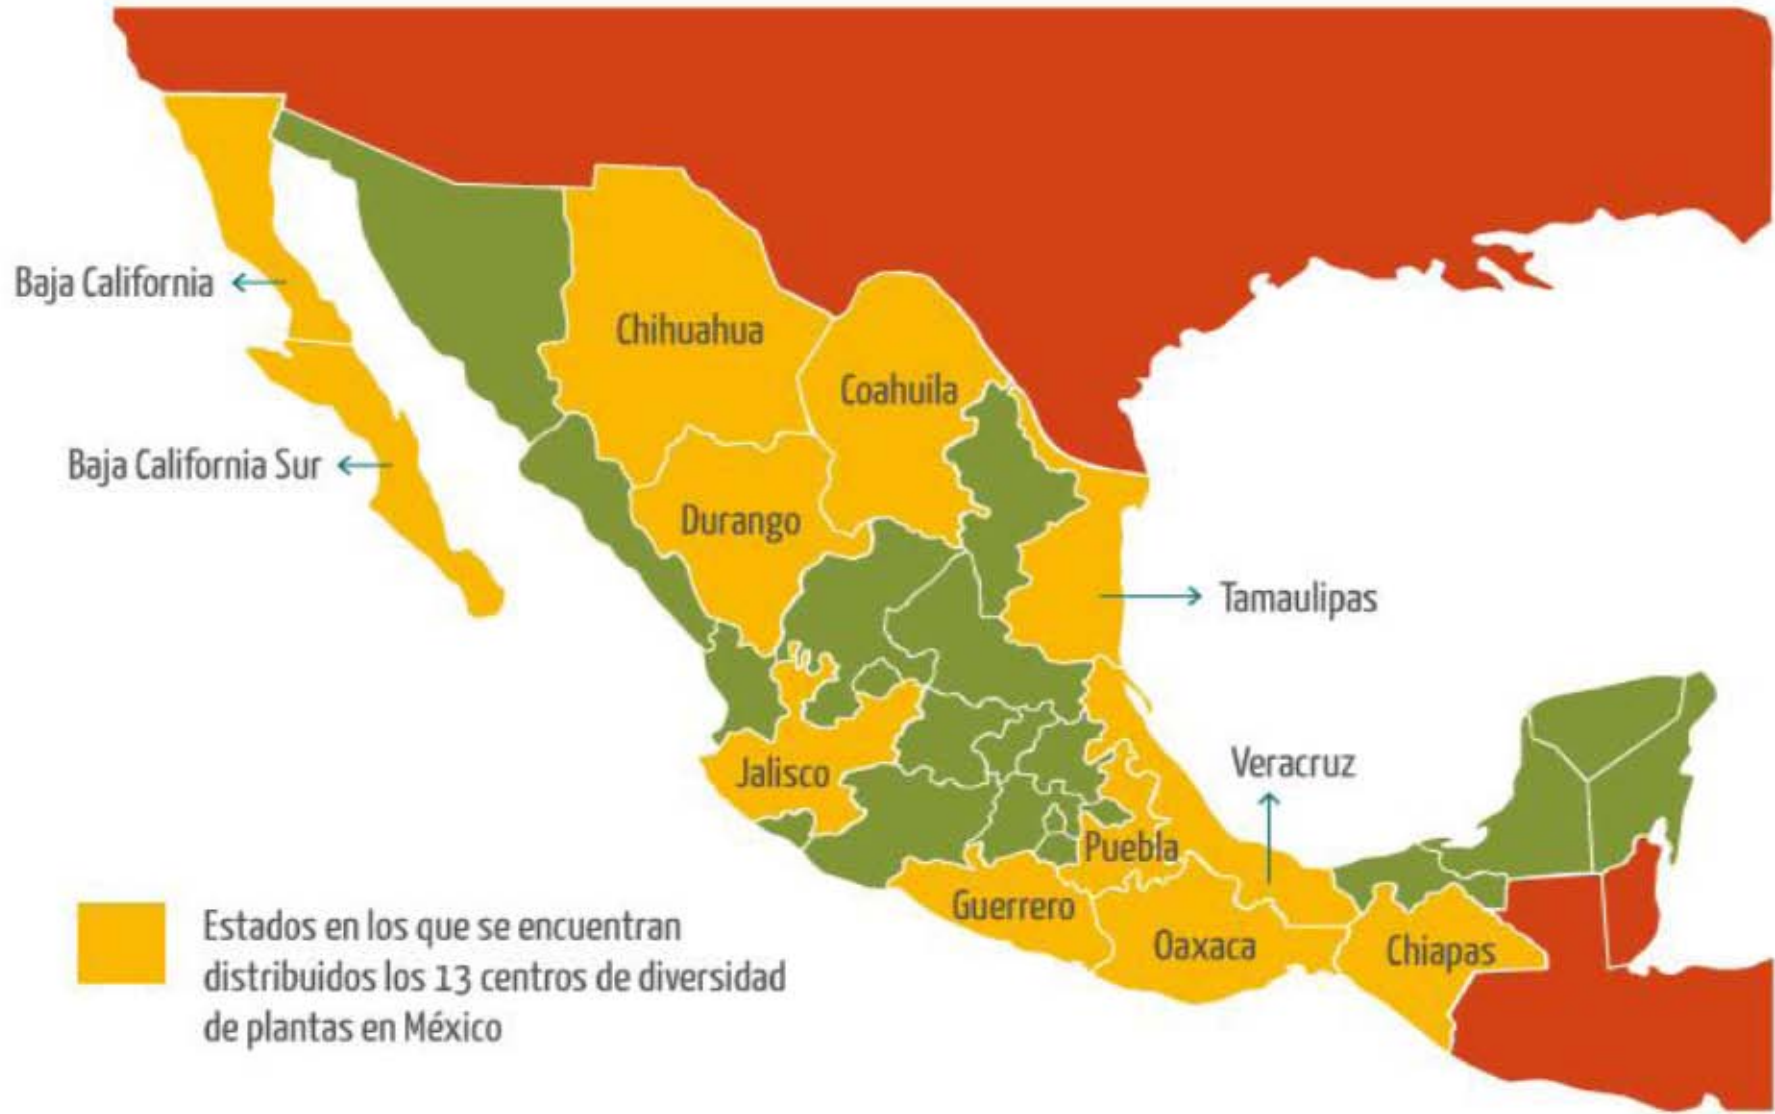 Baja California
Chihuahua
Coahuila
Baja California Sur
Durango
Tamaulipas
Veracruz
Jalisco
Puebla
Guerrero
Oaxaca
Chiapas
Estados en los que se encuentran
distribuidos los 13 centros de diversidad
de plantas en México